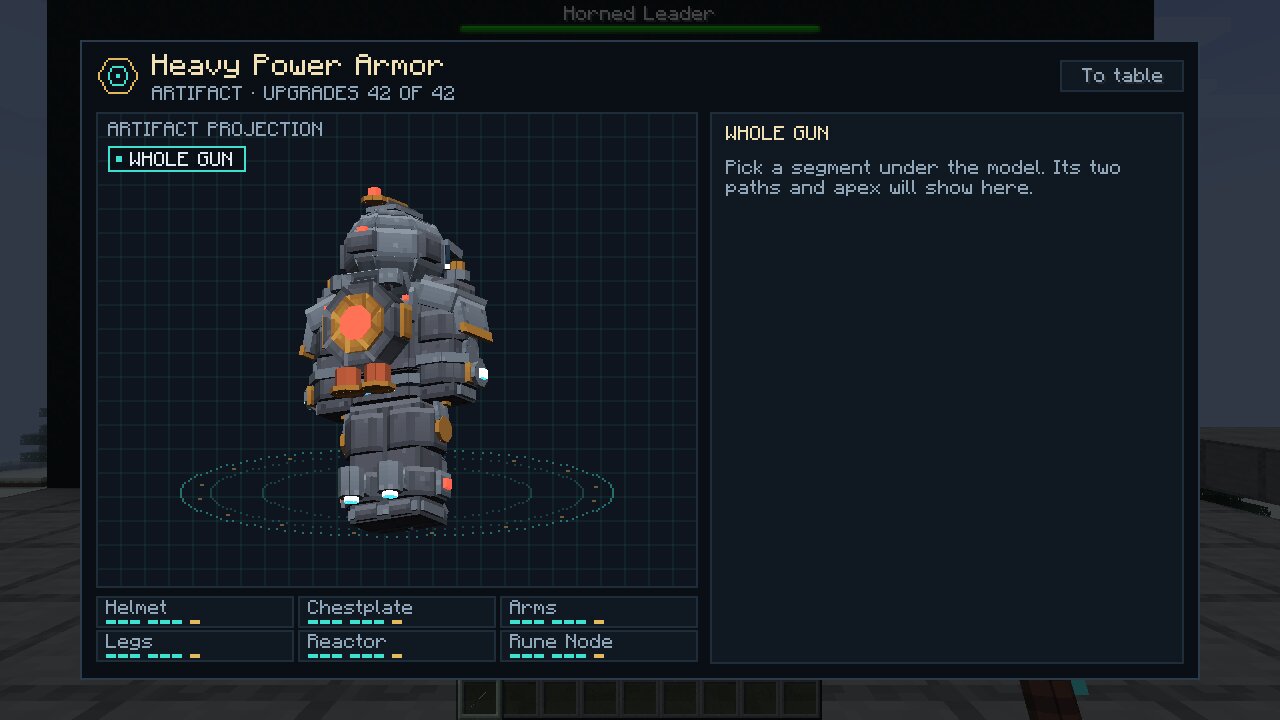 Horned Leader
Heavy Power Armor
ARTIFACT · UPGRADES 42 OF 42
To table
ARTIFACT PROJECTION
WHOLE GUN
WHOLE GUN
Pick a segment under the model. Its two
paths and apex will show here.
Helmet
Chestplate
Arms
Legs
Reactor
Rune Node